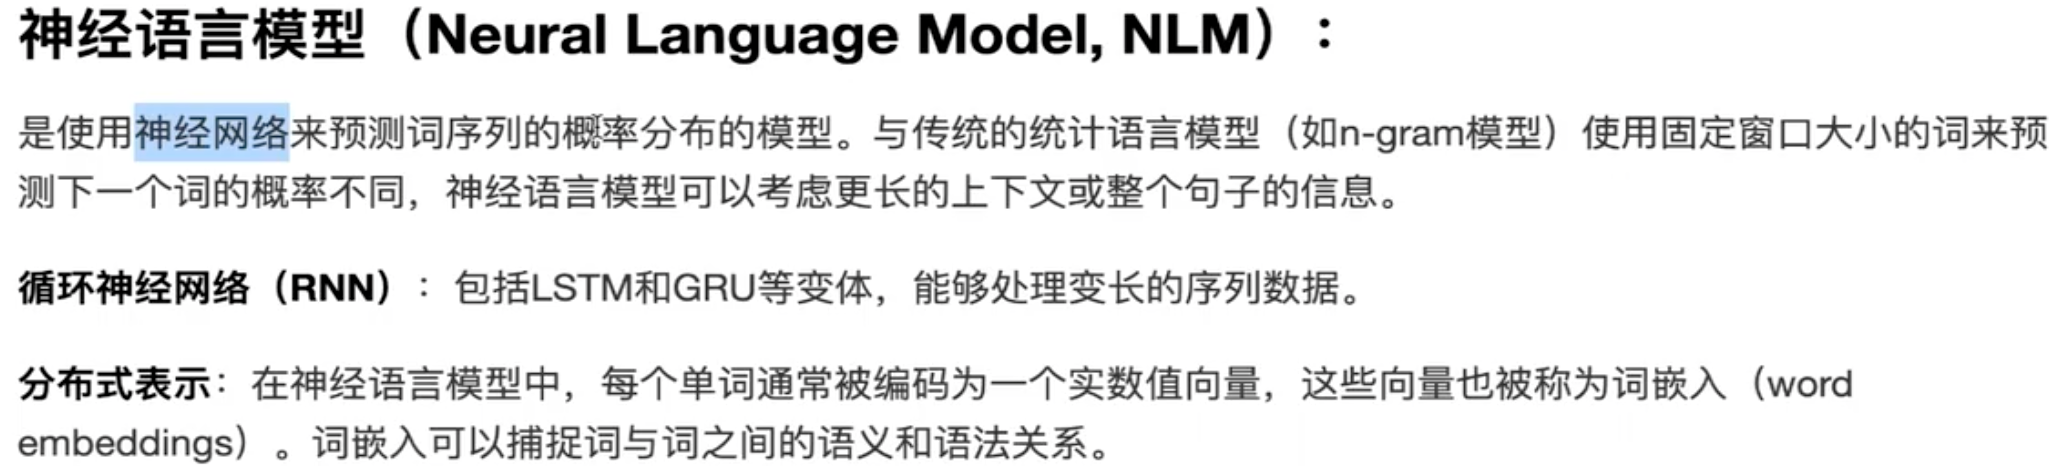 神经语言模型（Neural Language Model, NLM）：
是使用神经网络来预测词序列的概率分布的模型。与传统的统计语言模型（如n-gram模型）使用固定窗口大小的词来预
测下一个词的概率不同，神经语言模型可以考虑更长的上下文或整个句子的信息。
循环神经网络（RNN）：包括LSTM和GRU等变体，能够处理变长的序列数据。
分布式表示：在神经语言模型中，每个单词通常被编码为一个实数值向量，这些向量也被称为词嵌入（word
embeddings）。词嵌入可以捕捉词与词之间的语义和语法关系。